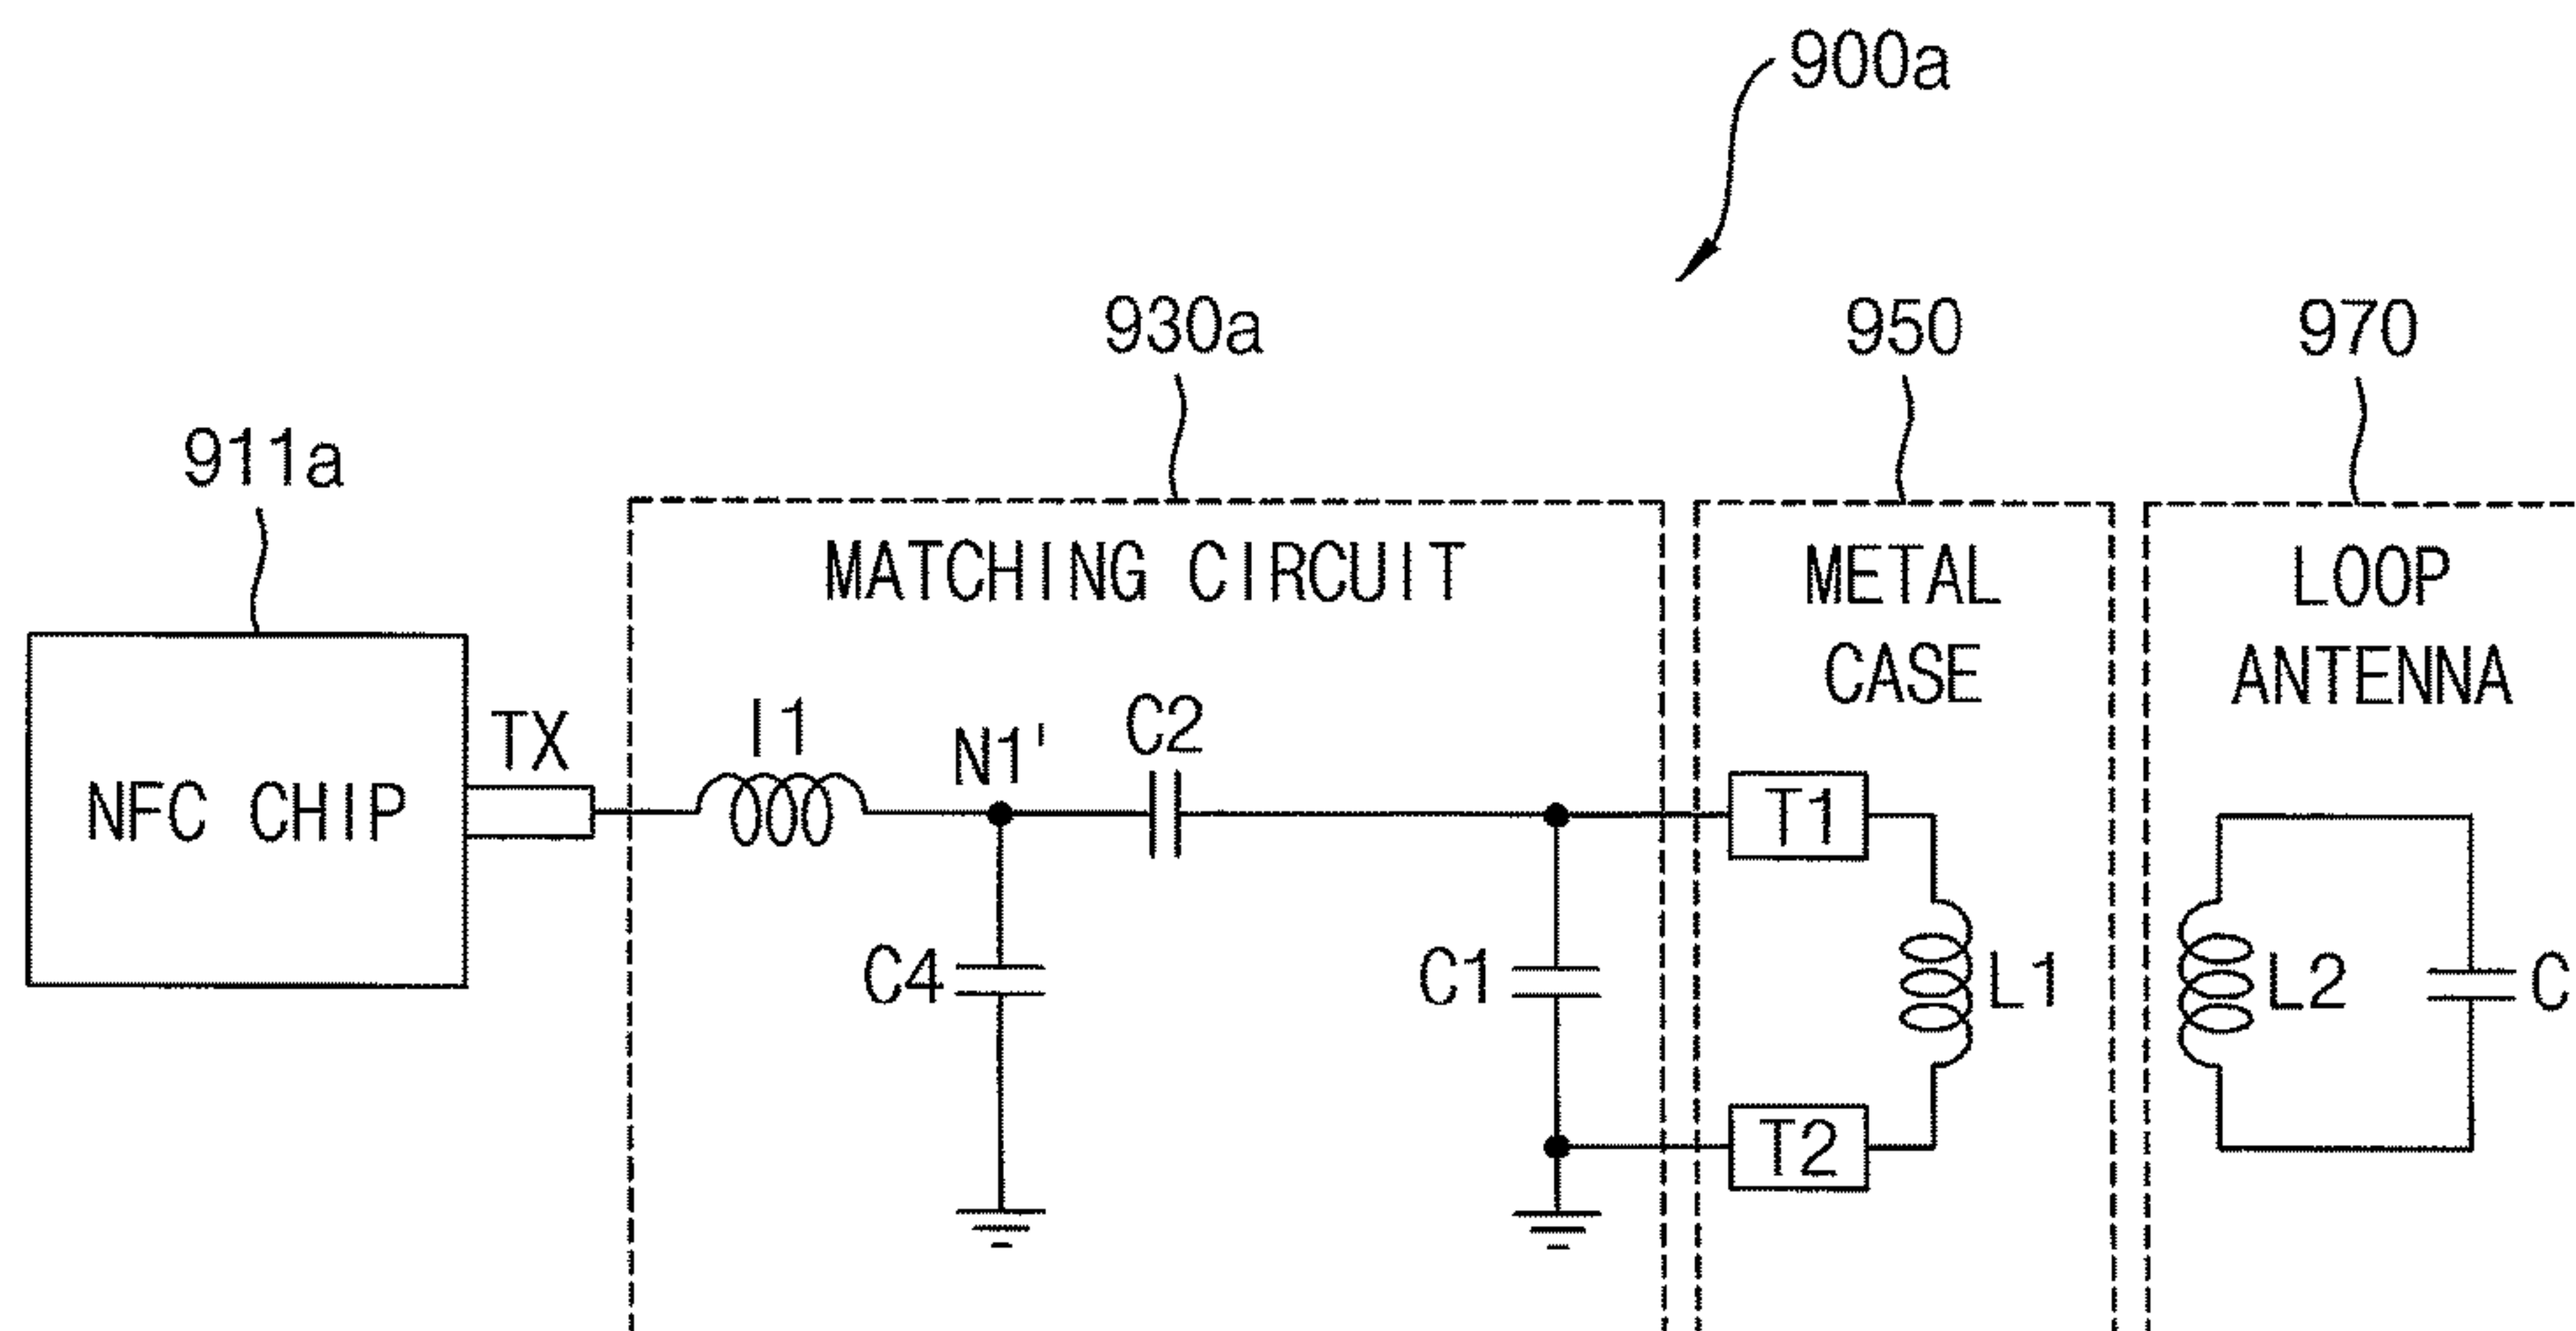 900a
930a
950
970
911a
MATCHING CIRCUIT
METAL
CASE
LOOP
ANTENNA
NFC CHIP
TX
I1
N1'
C2
T1
C4
C1
L1
L2
C
T2